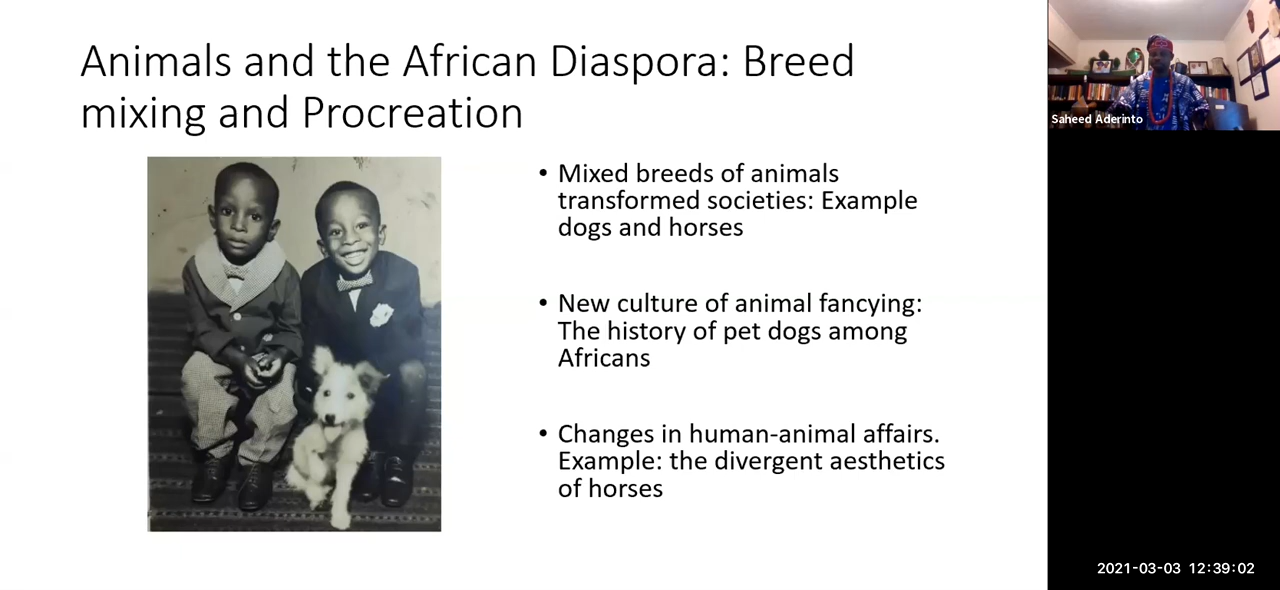 Animals and the African Diaspora: Breed
mixing and Procreation
• Mixed breeds of animals
transformed societies: Example
dogs and horses
• New culture of animal fancying:
The history of pet dogs among
Africans
• Changes in human-animal affairs.
Example: the divergent aesthetics
of horses
Saheed Aderinto
2021-03-03 12:39:02